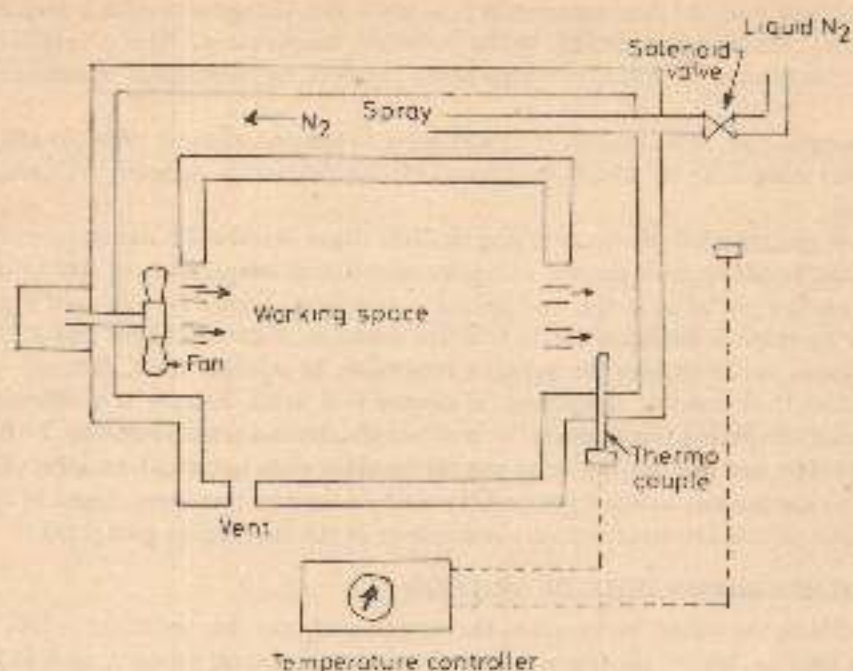 Liquid N2
Solenoid
valve
Spray
N2
Working space
Fan
Thermo
couple
Vent
Temperature controller